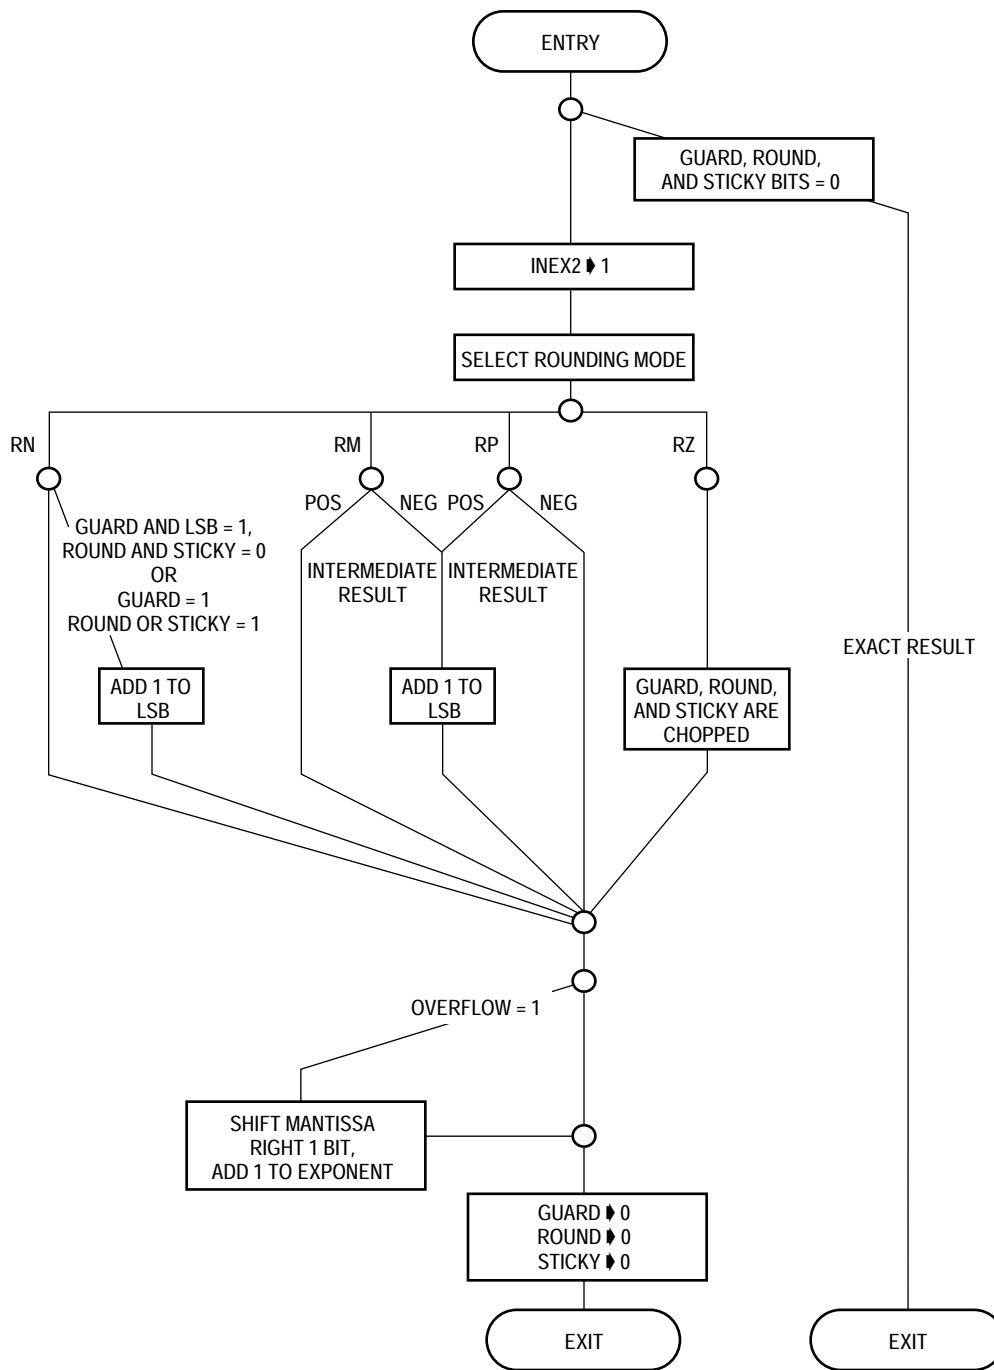 ENTRY
GUARD, ROUND,
AND STICKY BITS = 0
INEX2 ➧ 1
SELECT ROUNDING MODE
RN
RM
RP
RZ
POS
NEG
POS
NEG
GUARD AND LSB = 1,
ROUND AND STICKY = 0
OR
GUARD = 1
ROUND OR STICKY = 1
INTERMEDIATE
RESULT
INTERMEDIATE
RESULT
EXACT RESULT
ADD 1 TO
LSB
ADD 1 TO
LSB
GUARD, ROUND,
AND STICKY ARE
CHOPPED
OVERFLOW = 1
SHIFT MANTISSA
RIGHT 1 BIT,
ADD 1 TO EXPONENT
GUARD ➧ 0
ROUND ➧ 0
STICKY ➧ 0
EXIT
EXIT